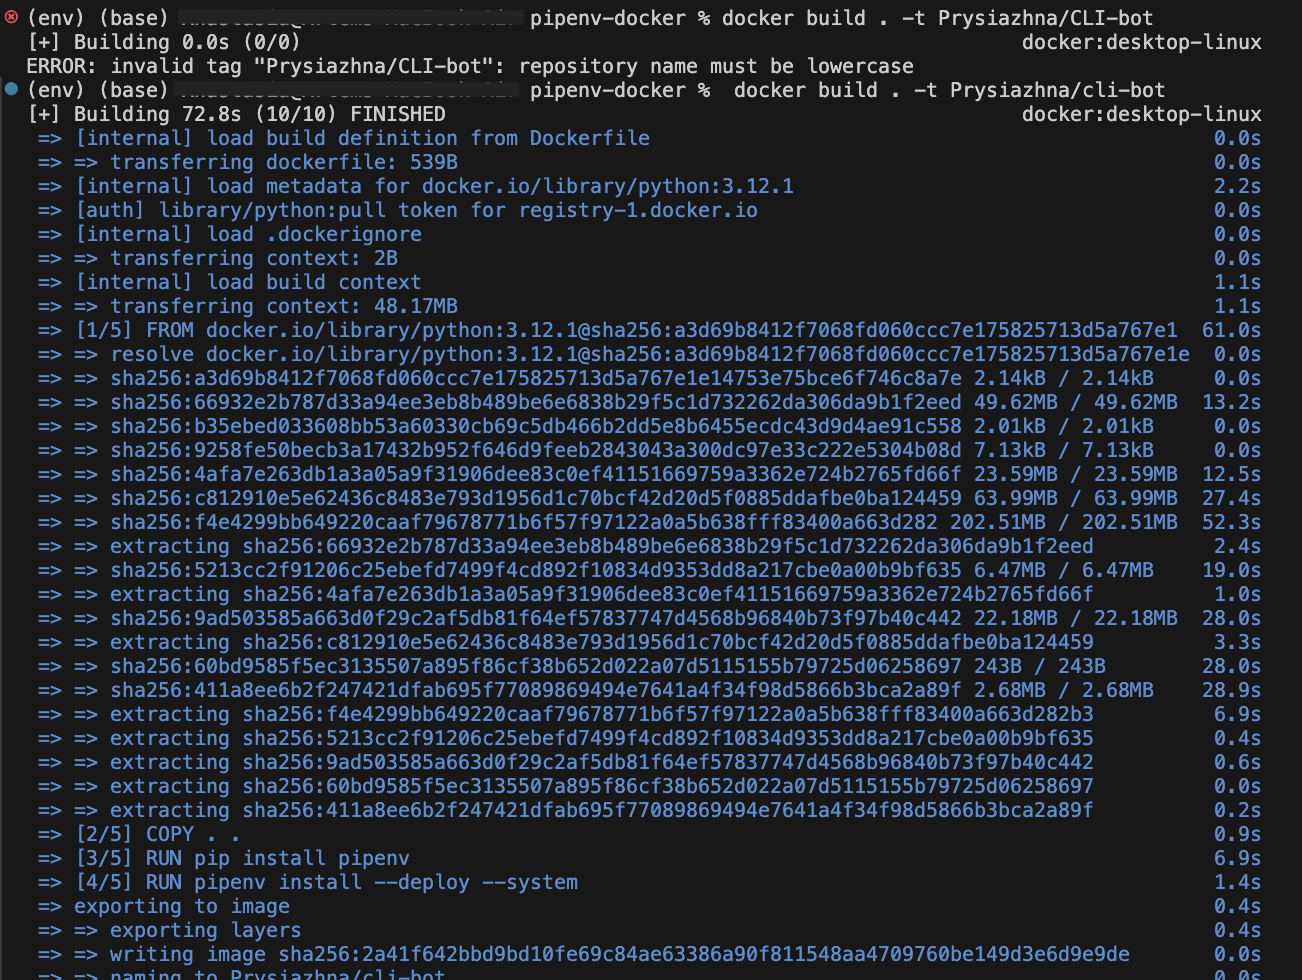 (env) (base) pipenv-docker % docker build . -t Prysiazhna/CLI-bot
[+] Building 0.0s (0/0) docker:desktop-linux
ERROR: invalid tag "Prysiazhna/CLI-bot": repository name must be lowercase
(env) (base) pipenv-docker %  docker build . -t Prysiazhna/cli-bot
[+] Building 72.8s (10/10) FINISHED docker:desktop-linux
=> [internal] load build definition from Dockerfile 0.0s
=> => transferring dockerfile: 539B 0.0s
=> [internal] load metadata for docker.io/library/python:3.12.1 2.2s
=> [auth] library/python:pull token for registry-1.docker.io 0.0s
=> [internal] load .dockerignore 0.0s
=> => transferring context: 2B 0.0s
=> [internal] load build context 1.1s
=> => transferring context: 48.17MB 1.1s
=> [1/5] FROM docker.io/library/python:3.12.1@sha256:a3d69b8412f7068fd060ccc7e175825713d5a767e1 61.0s
=> => resolve docker.io/library/python:3.12.1@sha256:a3d69b8412f7068fd060ccc7e175825713d5a767e1e 0.0s
=> => sha256:a3d69b8412f7068fd060ccc7e175825713d5a767e1e14753e75bce6f746c8a7e 2.14kB / 2.14kB 0.0s
=> => sha256:66932e2b787d33a94ee3eb8b489be6e6838b29f5c1d732262da306da9b1f2eed 49.62MB / 49.62MB 13.2s
=> => sha256:b35ebed033608bb53a60330cb69c5db466b2dd5e8b6455ecdc43d9d4ae91c558 2.01kB / 2.01kB 0.0s
=> => sha256:9258fe50becb3a17432b952f646d9feeb2843043a300dc97e33c222e5304b08d 7.13kB / 7.13kB 0.0s
=> => sha256:4afa7e263db1a3a05a9f31906dee83c0ef41151669759a3362e724b2765fd66f 23.59MB / 23.59MB 12.5s
=> => sha256:c812910e5e62436c8483e793d1956d1c70bcf42d20d5f0885ddafbe0ba124459 63.99MB / 63.99MB 27.4s
=> => sha256:f4e4299bb649220caaf79678771b6f57f97122a0a5b638fff83400a663d282 202.51MB / 202.51MB 52.3s
=> => extracting sha256:66932e2b787d33a94ee3eb8b489be6e6838b29f5c1d732262da306da9b1f2eed 2.4s
=> => sha256:5213cc2f91206c25ebefd7499f4cd892f10834d9353dd8a217cbe0a00b9bf635 6.47MB / 6.47MB 19.0s
=> => extracting sha256:4afa7e263db1a3a05a9f31906dee83c0ef41151669759a3362e724b2765fd66f 1.0s
=> => sha256:9ad503585a663d0f29c2af5db81f64ef57837747d4568b96840b73f97b40c442 22.18MB / 22.18MB 28.0s
=> => extracting sha256:c812910e5e62436c8483e793d1956d1c70bcf42d20d5f0885ddafbe0ba124459 3.3s
=> => sha256:60bd9585f5ec3135507a895f86cf38b652d022a07d5115155b79725d06258697 243B / 243B 28.0s
=> => sha256:411a8ee6b2f247421dfab695f77089869494e7641a4f34f98d5866b3bca2a89f 2.68MB / 2.68MB 28.9s
=> => extracting sha256:f4e4299bb649220caaf79678771b6f57f97122a0a5b638fff83400a663d282b3 6.9s
=> => extracting sha256:5213cc2f91206c25ebefd7499f4cd892f10834d9353dd8a217cbe0a00b9bf635 0.4s
=> => extracting sha256:9ad503585a663d0f29c2af5db81f64ef57837747d4568b96840b73f97b40c442 0.6s
=> => extracting sha256:60bd9585f5ec3135507a895f86cf38b652d022a07d5115155b79725d06258697 0.0s
=> => extracting sha256:411a8ee6b2f247421dfab695f77089869494e7641a4f34f98d5866b3bca2a89f 0.2s
=> [2/5] COPY . . 0.9s
=> [3/5] RUN pip install pipenv 6.9s
=> [4/5] RUN pipenv install --deploy --system 1.4s
=> exporting to image 0.4s
=> => exporting layers 0.4s
=> => writing image sha256:2a41f642bbd9bd10fe69c84ae63386a90f811548aa4709760be149d3e6d9e9de 0.0s
=> => naming to Prysiazhna/cli-bot 0.0s